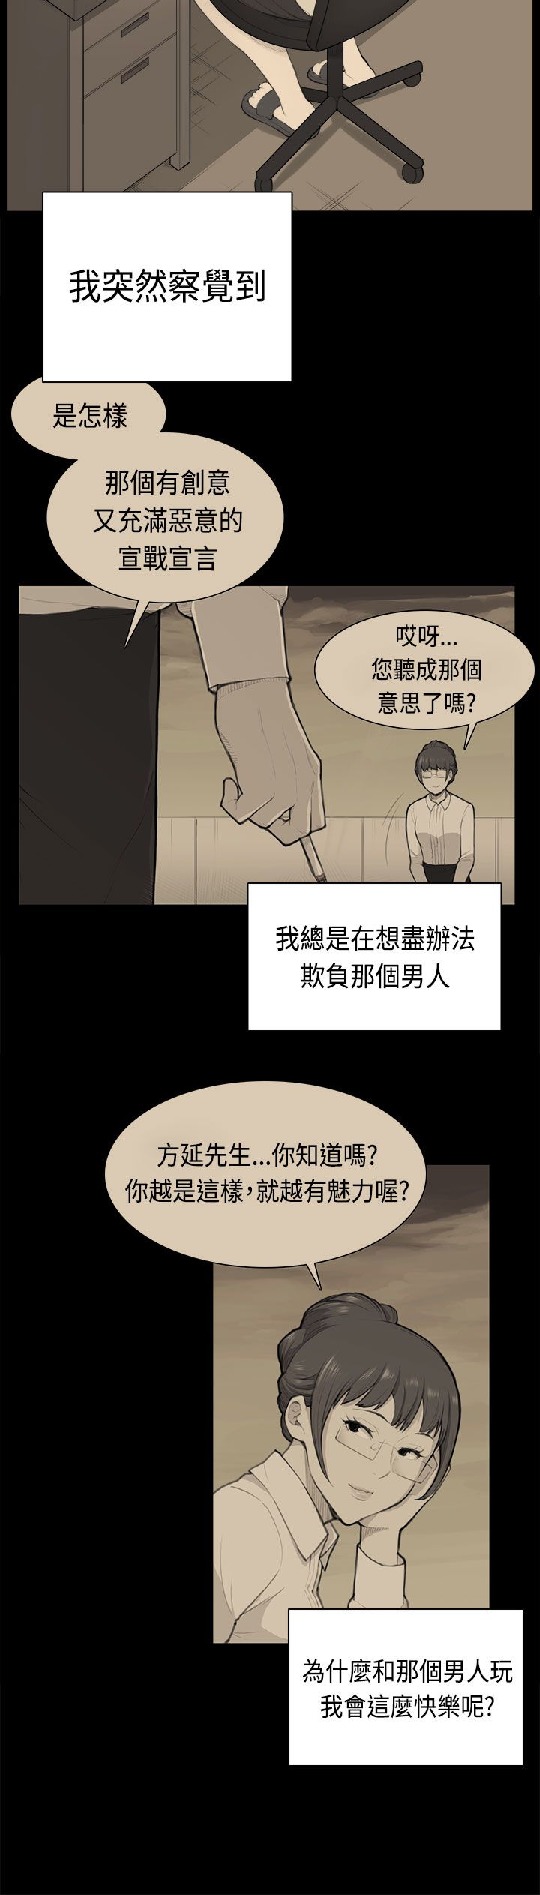 我突然察覺到
是怎樣
那個有創意
又充滿惡意的
宣戰宣言
哎呀...
您聽成那個
意思了嗎?
我總是在想盡辦法
欺負那個男人
方延先生...你知道嗎?
你越是這樣，就越有魅力喔?
為什麼和那個男人玩
我會這麼快樂呢?